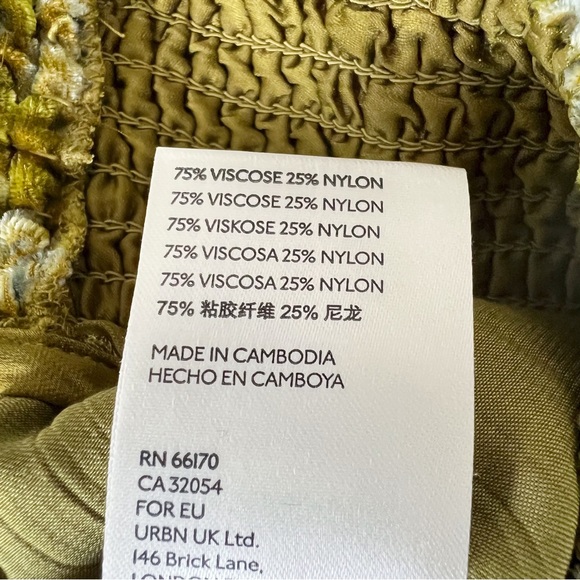 75% VISCOSE 25% NYLON
75% VISCOSE 25% NYLON
75% VISKOSE 25% NYLON
75% VISCOSA 25% NYLON
75% VISCOSA 25% NYLON
75% 粘胶纤维 25% 尼龙
MADE IN CAMBODIA
HECHO EN CAMBOYA
RN 66170
CA 32054
FOR EU
URBN UK Ltd.
146 Brick Lane,